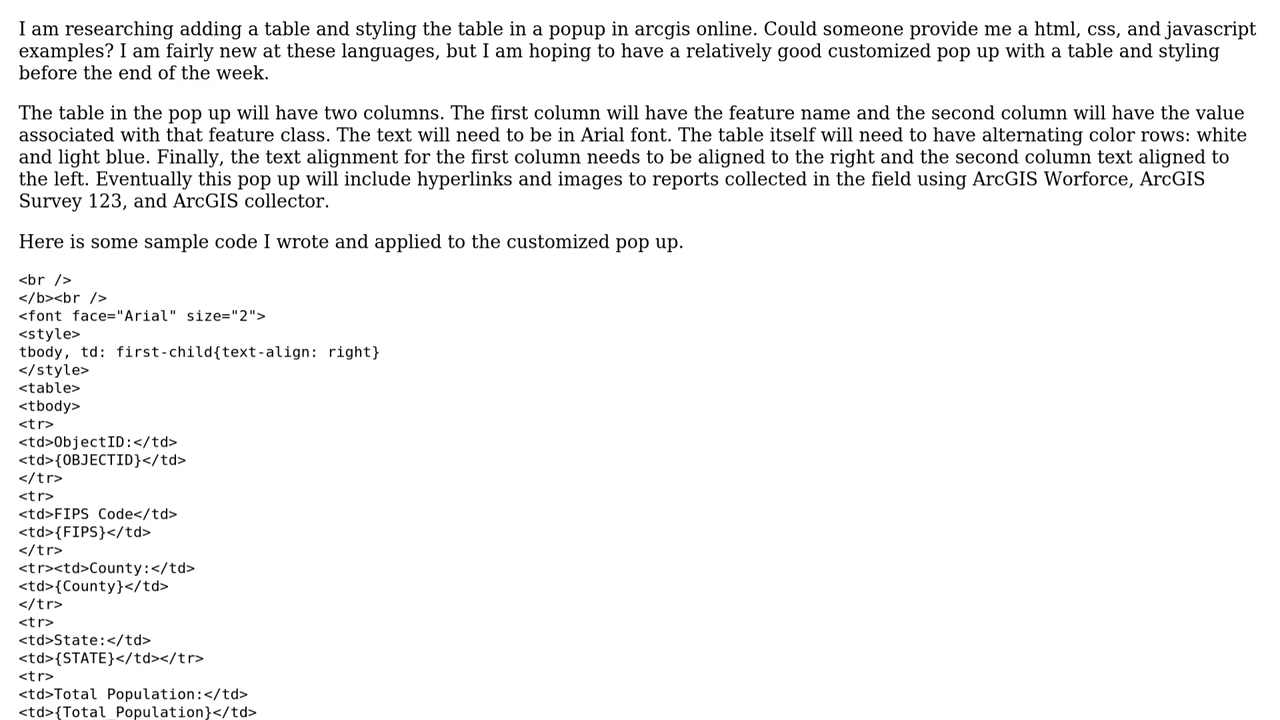 I am researching adding a table and styling the table in a popup in arcgis online. Could someone provide me a html, css, and javascript
examples? I am fairly new at these languages, but I am hoping to have a relatively good customized pop up with a table and styling
before the end of the week.
The table in the pop up will have two columns. The first column will have the feature name and the second column will have the value
associated with that feature class. The text will need to be in Arial font. The table itself will need to have alternating color rows: white
and light blue. Finally, the text alignment for the first column needs to be aligned to the right and the second column text aligned to
the left. Eventually this pop up will include hyperlinks and images to reports collected in the field using ArcGIS Worforce, ArcGIS
Survey 123, and ArcGIS collector.
Here is some sample code I wrote and applied to the customized pop up.
<br />
</b><br />
<font face="Arial" size="2">
<style>
tbody, td: first-child{text-align: right}
</style>
<table>
<tbody>
<tr>
<td>ObjectID:</td>
<td>{OBJECTID}</td>
</tr>
<tr>
<td>FIPS Code</td>
<td>{FIPS}</td>
</tr>
<tr><td>County:</td>
<td>{County}</td>
</tr>
<tr>
<td>State:</td>
<td>{STATE}</td></tr>
<tr>
<td>Total Population:</td>
<td>{Total_Population}</td>